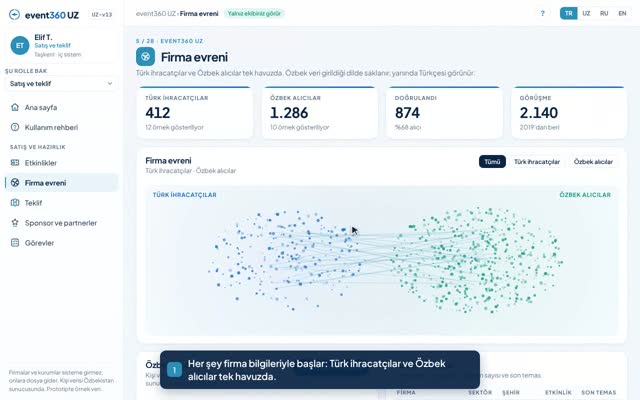 event360 UZ
UZ-v13
ET
Elif T.
Satış ve teklif
Taşkent · iç sistem
ŞU ROLLE BAK
Satış ve teklif
Ana sayfa
Kullanım rehberi
SATIŞ VE HAZIRLIK
Etkinlikler
Firma evreni
Teklif
Sponsor ve partnerler
Görevler
Firmalar ve kurumlar sisteme girmez;
onlara dosya gider. Kişi verisi Özbekistan
sunucusunda. Prototip
event360 UZ › Firma evreni
Yalnız ekibiniz görür
?
TR UZ RU EN
5 / 28 · EVENT360 UZ
Firma evreni
Türk ihracatçılar ve Özbek alıcılar tek havuzda. Özbek veri girildiği dilde saklanır, yanında Türkçesi görünür.
TÜRK İHRACATÇILAR
412
12 örnek gösteriliyor
ÖZBEK ALICILAR
1.286
10 örnek gösteriliyor
DOĞRULANDI
874
%68 alıcı
GÖRÜŞME
2.140
2019'dan beri
Firma evreni
Türk ihracatçılar · Özbek alıcılar
Tümü Türk ihracatçılar Özbek alıcılar
TÜRK İHRACATÇILAR
ÖZBEK ALICILAR
1
Her şey firma bilgileriyle başlar: Türk ihracatçılar ve Özbek
alıcılar tek havuzda.
sayısı ve son temas.
FİRMA SEKTÖR ŞEHİR ETKİNLİK SON TEMAS